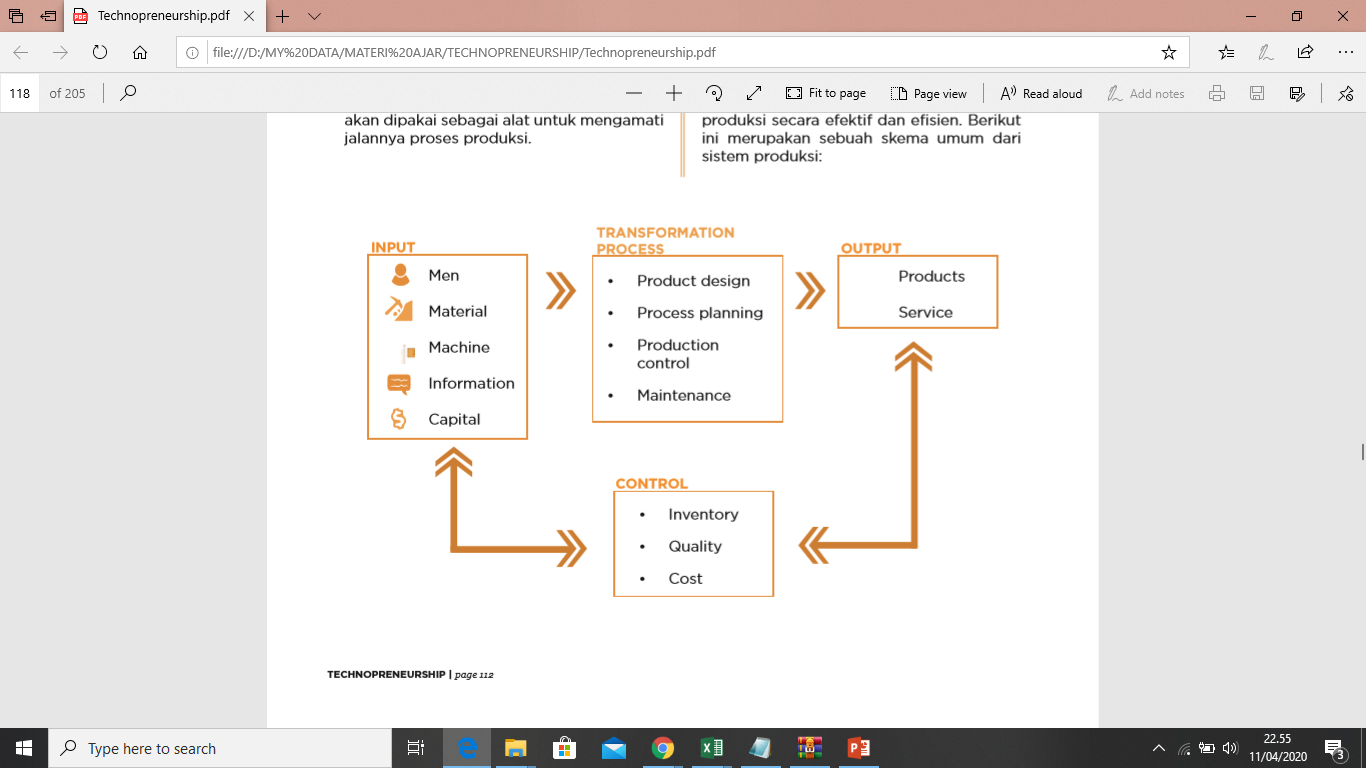 Technopreneurship.pdf
file:///D:/MY%20DATA/MATERI%20AJAR/TECHNOPRENEURSHIP/Technopreneurship.pdf
118 of 205
Fit to page
Page view
Read aloud
Add notes
akan dipakai sebagai alat untuk mengamati
jalannya proses produksi.
produksi secara efektif dan efisien. Berikut
ini merupakan sebuah skema umum dari
sistem produksi:
INPUT
Men
Material
Machine
Information
Capital
TRANSFORMATION
PROCESS
• Product design
• Process planning
• Production
control
• Maintenance
OUTPUT
Products
Service
CONTROL
• Inventory
• Quality
• Cost
TECHNOPRENEURSHIP | page 112
Type here to search
22.55
11/04/2020
3